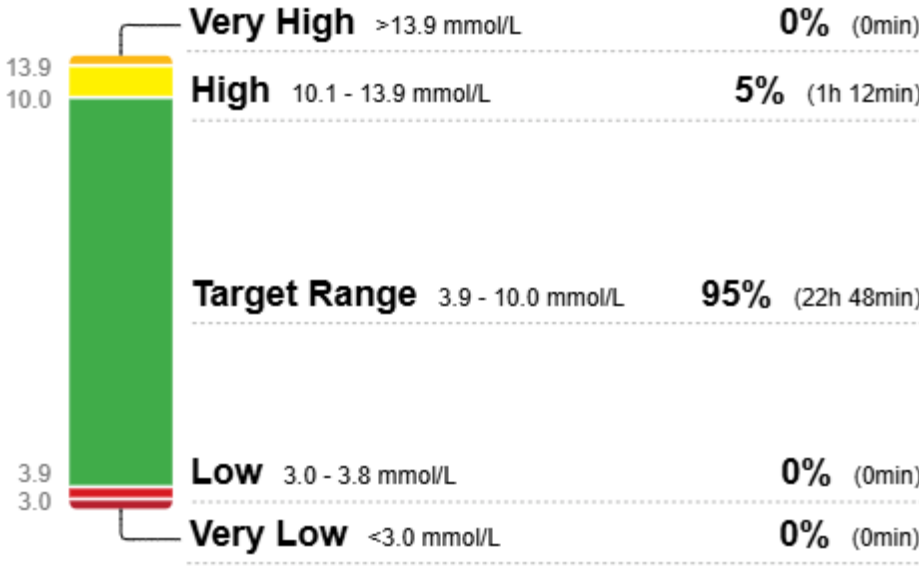 Very High >13.9 mmol/L 0% (0min)
13.9
High 10.1 - 13.9 mmol/L 5% (1h 12min)
10.0
Target Range 3.9 - 10.0 mmol/L 95% (22h 48min)
3.9
Low 3.0 - 3.8 mmol/L 0% (0min)
3.0
Very Low <3.0 mmol/L 0% (0min)